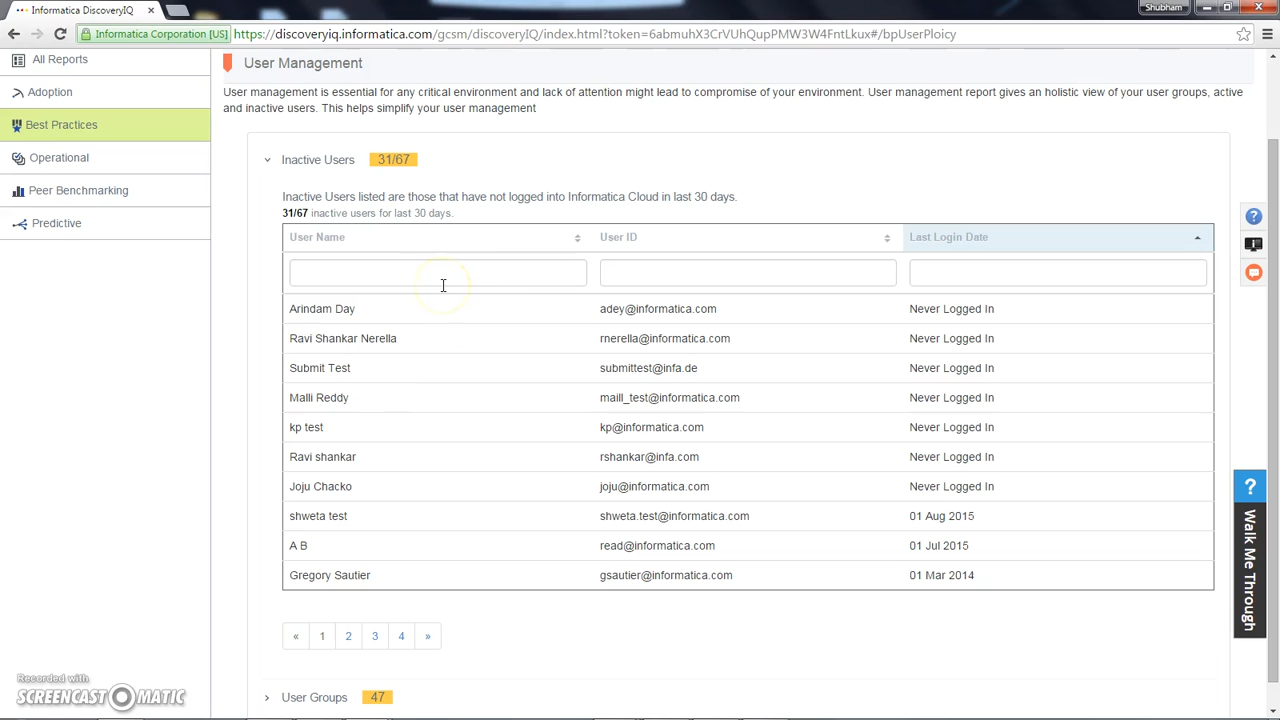 Informatica DiscoveryIQ
Shubham
Informatica Corporation [US]
https://discoveryiq.informatica.com/gcsm/discoveryIQ/index.html?token=6abmuhX3CrVUhQupPMW3W4FntLkux#/bpUserPloicy
All Reports
Adoption
Best Practices
Operational
Peer Benchmarking
Predictive
User Management
User management is essential for any critical environment and lack of attention might lead to compromise of your environment. User management report gives an holistic view of your user groups, active
and inactive users. This helps simplify your user management
Inactive Users 31/67
Inactive Users listed are those that have not logged into Informatica Cloud in last 30 days.
31/67 inactive users for last 30 days.
User Name User ID Last Login Date
Arindam Day adey@informatica.com Never Logged In
Ravi Shankar Nerella rnerella@informatica.com Never Logged In
Submit Test submittest@infa.de Never Logged In
Malli Reddy maill_test@informatica.com Never Logged In
kp test kp@informatica.com Never Logged In
Ravi shankar rshankar@infa.com Never Logged In
Joju Chacko joju@informatica.com Never Logged In
shweta test shweta.test@informatica.com 01 Aug 2015
A B read@informatica.com 01 Jul 2015
Gregory Sautier gsautier@informatica.com 01 Mar 2014
« 1 2 3 4 »
User Groups 47
? Walk Me Through
Recorded with
SCREENCAST-O-MATIC